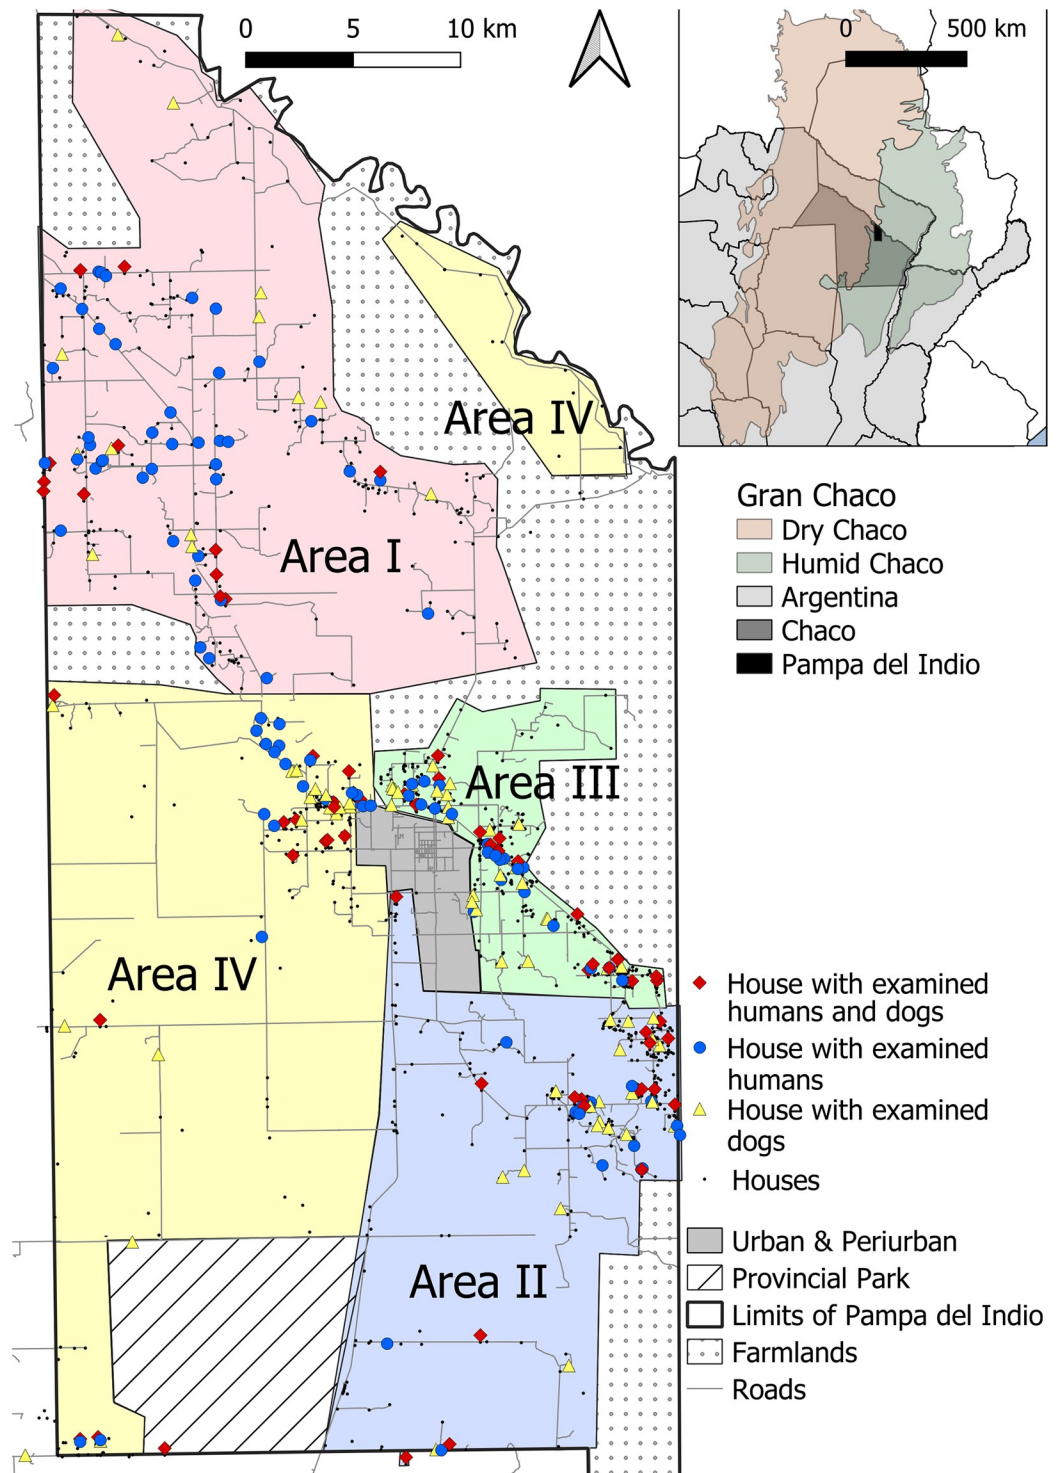 0 5 10 km
0 500 km
Area IV
Gran Chaco
Dry Chaco
Humid Chaco
Argentina
Chaco
Pampa del Indio
Area I
Area III
Area IV
House with examined
humans and dogs
House with examined
humans
House with examined
dogs
Houses
Urban & Periurban
Provincial Park
Limits of Pampa del Indio
Farmlands
Roads
Area II